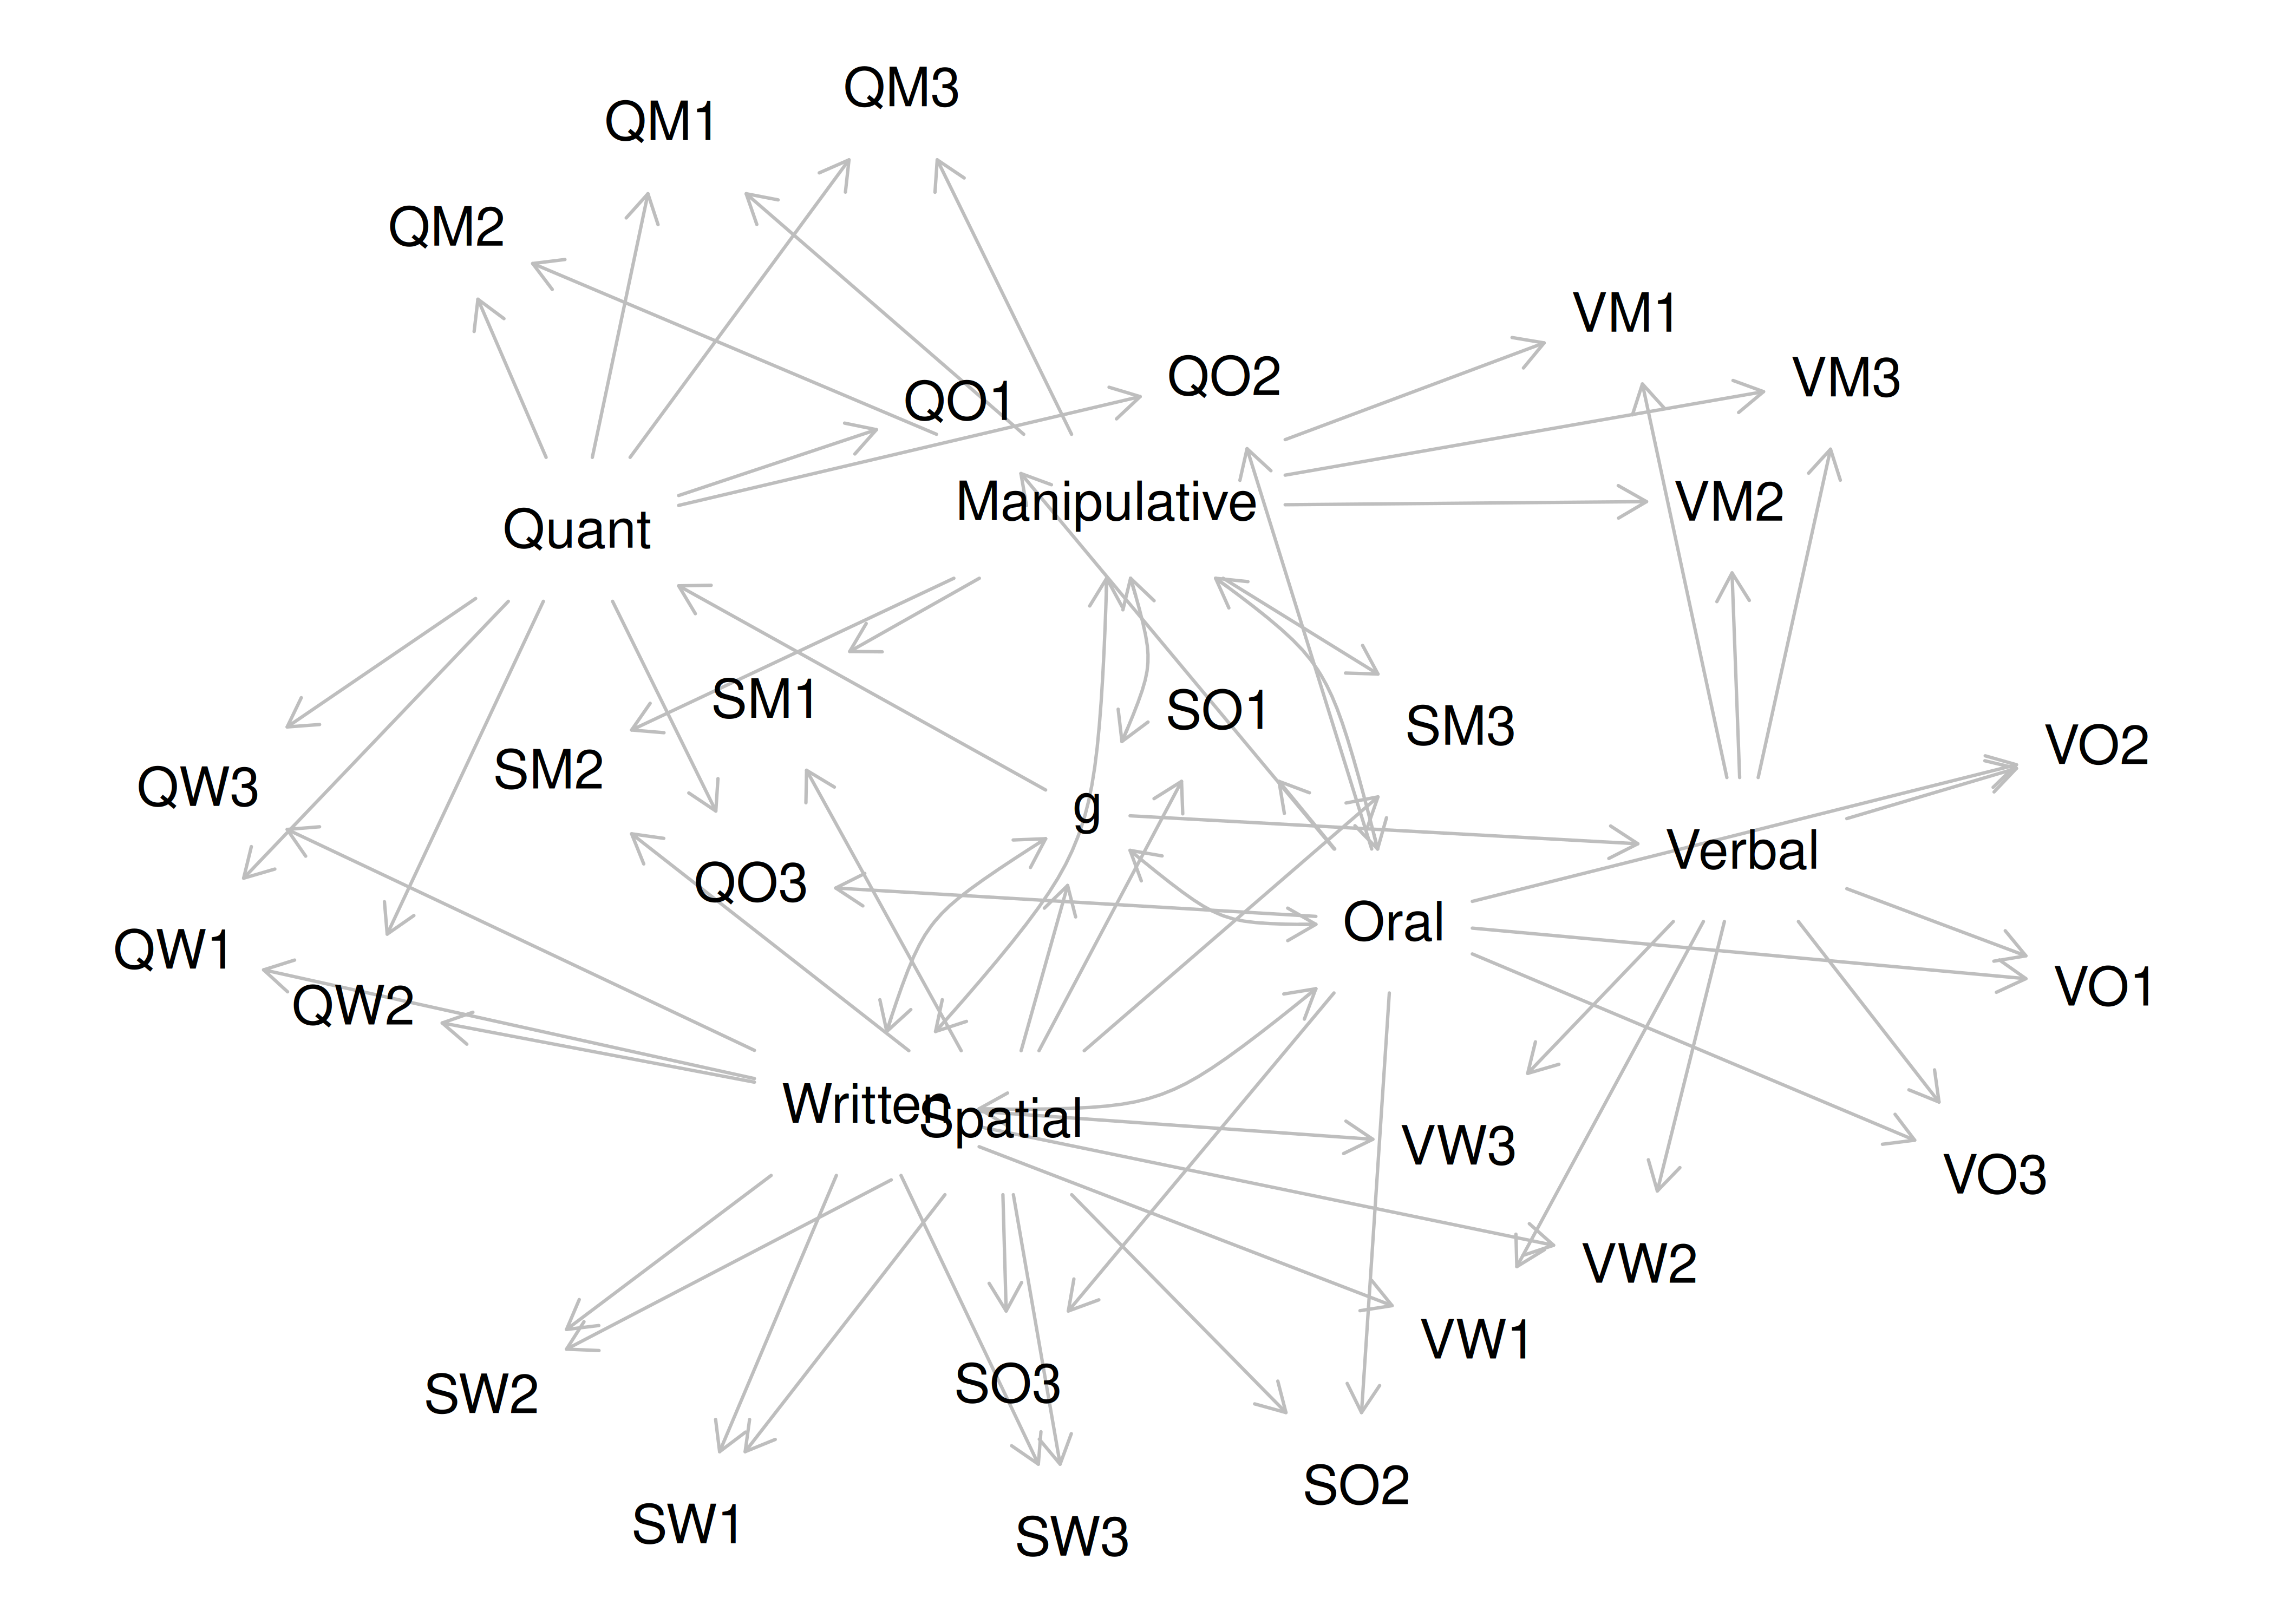 QM3
QM1
QM2
VM1
QO2
VM3
QO1
Manipulative
VM2
Quant
SM1
SO1
SM3
VO2
SM2
QW3
g
Verbal
QO3
Oral
QW1
VO1
QW2
Written
Spatial
VW3
VO3
VW2
VW1
SO3
SW2
SO2
SW1
SW3